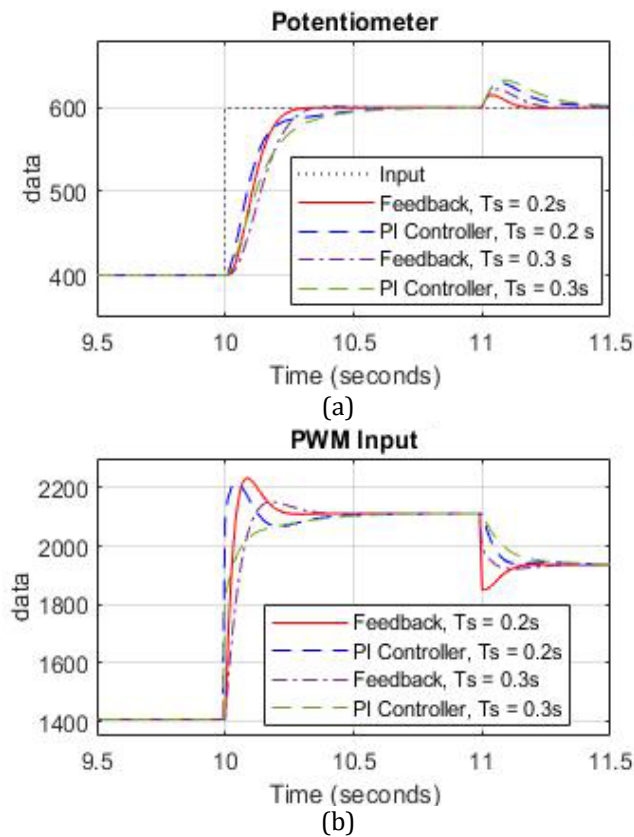 Potentiometer
600
500
400
data
Input
Feedback, Ts = 0.2s
PI Controller, Ts = 0.2 s
Feedback, Ts = 0.3 s
PI Controller, Ts = 0.3s
9.5 10 10.5 11 11.5
Time (seconds)
(a)
PWM Input
2200
2000
1800
1600
1400
data
Feedback, Ts = 0.2s
PI Controller, Ts = 0.2s
Feedback, Ts = 0.3s
PI Controller, Ts = 0.3s
9.5 10 10.5 11 11.5
Time (seconds)
(b)